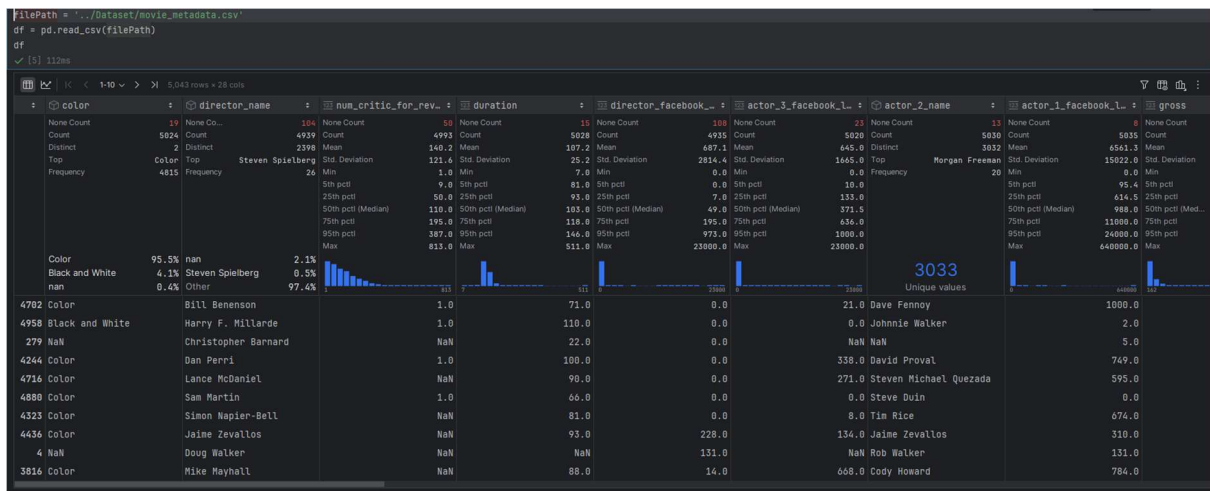 filePath = '../Dataset/movie_metadata.csv'
df = pd.read_csv(filePath)
df
✓ [5] 112ms
1-10 5,043 rows × 28 cols
color director_name num_critic_for_rev… duration director_facebook_… actor_3_facebook_l… actor_2_name actor_1_facebook_l… gross
None Count 19 None Co… 104 None Count 50 None Count 15 None Count 108 None Count 23 None Count 13 None Count 8 None Count
Count 5024 Count 4939 Count 4993 Count 5028 Count 4935 Count 5020 Count 5030 Count 5035 Count
Distinct 2 Distinct 2398 Mean 140.2 Mean 107.2 Mean 687.1 Mean 645.0 Distinct 3032 Mean 6561.3 Mean
Top Color Top Steven Spielberg Std. Deviation 121.6 Std. Deviation 25.2 Std. Deviation 2814.4 Std. Deviation 1665.0 Top Morgan Freeman Std. Deviation 15022.0 Std. Deviation
Frequency 4815 Frequency 26 Min 1.0 Min 7.0 Min 0.0 Min 0.0 Frequency 20 Min 0.0 Min
5th pctl 9.0 5th pctl 81.0 5th pctl 0.0 5th pctl 10.0 5th pctl 95.4 5th pctl
25th pctl 50.0 25th pctl 93.0 25th pctl 7.0 25th pctl 133.0 25th pctl 614.5 25th pctl
50th pctl (Median) 110.0 50th pctl (Median) 103.0 50th pctl (Median) 49.0 50th pctl (Median) 371.5 50th pctl (Median) 988.0 50th pctl (Med…
75th pctl 195.0 75th pctl 118.0 75th pctl 195.0 75th pctl 636.0 75th pctl 11000.0 75th pctl
95th pctl 387.0 95th pctl 146.0 95th pctl 973.0 95th pctl 1000.0 95th pctl 24000.0 95th pctl
Max 813.0 Max 511.0 Max 23000.0 Max 23000.0 Max 640000.0 Max
Color 95.5% nan 2.1%
Black and White 4.1% Steven Spielberg 0.5% 3033
nan 0.4% Other 97.4% 1 813 7 511 0 23000 0 23000 Unique values 0 640000 162
4702 Color Bill Benenson 1.0 71.0 0.0 21.0 Dave Fennoy 1000.0
4958 Black and White Harry F. Millarde 1.0 110.0 0.0 0.0 Johnnie Walker 2.0
279 NaN Christopher Barnard NaN 22.0 0.0 NaN NaN 5.0
4244 Color Dan Perri 1.0 100.0 0.0 338.0 David Proval 749.0
4716 Color Lance McDaniel NaN 90.0 0.0 271.0 Steven Michael Quezada 595.0
4880 Color Sam Martin 1.0 66.0 0.0 0.0 Steve Duin 0.0
4323 Color Simon Napier-Bell NaN 81.0 0.0 8.0 Tim Rice 674.0
4436 Color Jaime Zevallos NaN 93.0 228.0 134.0 Jaime Zevallos 310.0
4 NaN Doug Walker NaN NaN 131.0 NaN Rob Walker 131.0
3816 Color Mike Mayhall NaN 88.0 14.0 668.0 Cody Howard 784.0